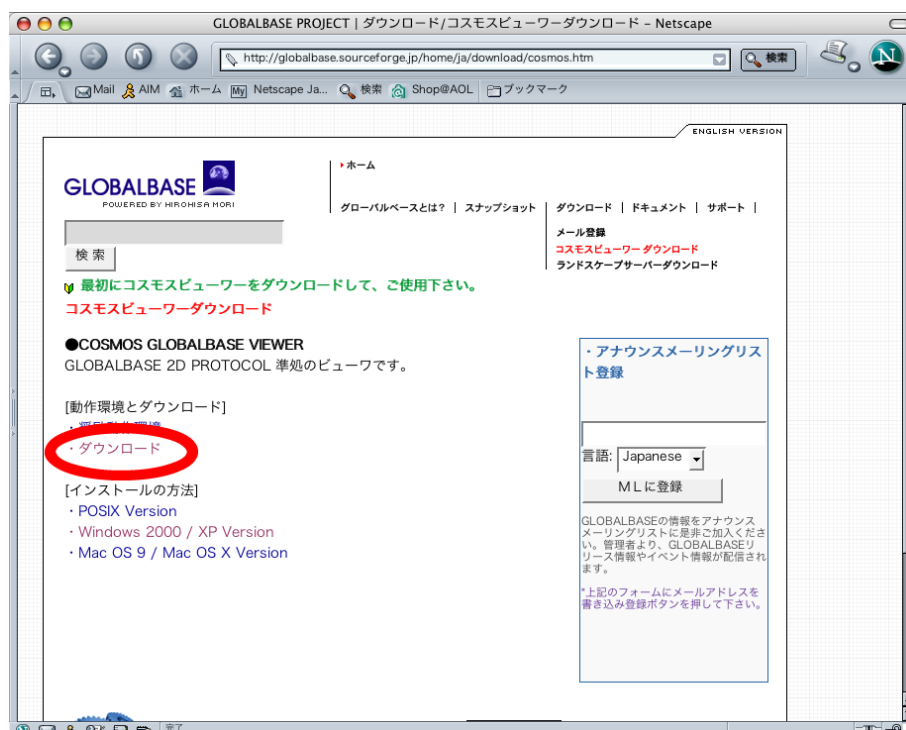 GLOBALBASE PROJECT | ダウンロード/コスモスビューワーダウンロード – Netscape
http://globalbase.sourceforge.jp/home/ja/download/cosmos.htm
検索
N
Mail AIM ホーム My Netscape Ja... 検索 Shop@AOL ブックマーク
ENGLISH VERSION
GLOBALBASE
POWERED BY HIROHISA MORI
ホーム
グローバルベースとは? | スナップショット | ダウンロード | ドキュメント | サポート |
メール登録
コスモスビューワー ダウンロード
ランドスケープサーバーダウンロード
検 索
最初にコスモスビューワーをダウンロードして、ご使用下さい。
コスモスビューワーダウンロード
●COSMOS GLOBALBASE VIEWER
GLOBALBASE 2D PROTOCOL 準処のビューワです。
[動作環境とダウンロード]
・ダウンロード
[インストールの方法]
・POSIX Version
・Windows 2000 / XP Version
・Mac OS 9 / Mac OS X Version
・アナウンスメーリングリス
ト登録
言語: Japanese
MLに登録
GLOBALBASEの情報をアナウンス
メーリングリストに是非ご加入くださ
い。管理者より、GLOBALBASEリ
リース情報やイベント情報が配信され
ます。
*上記のフォームにメールアドレスを
書き込み登録ボタンを押して下さい。
完了